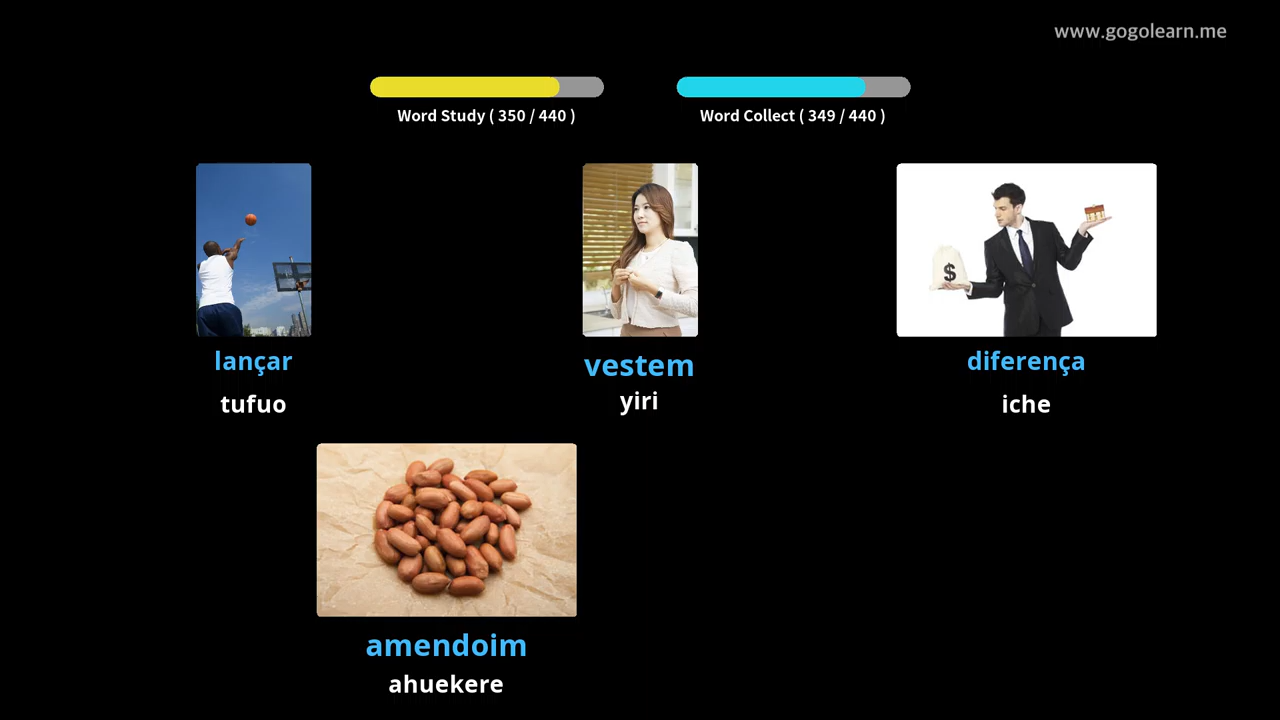 www.gogolearn.me
Word Study ( 350 / 440 )
Word Collect ( 349 / 440 )
lançar
vestem
diferença
tufuo
yiri
iche
$
amendoim
ahuekere